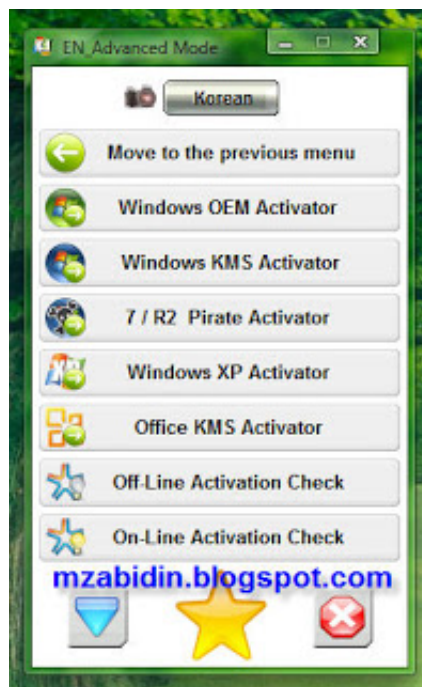 EN_Advanced Mode
Korean
Move to the previous menu
Windows OEM Activator
Windows KMS Activator
7 / R2 Pirate Activator
Windows XP Activator
Office KMS Activator
Off-Line Activation Check
On-Line Activation Check
mzabidin.blogspot.com